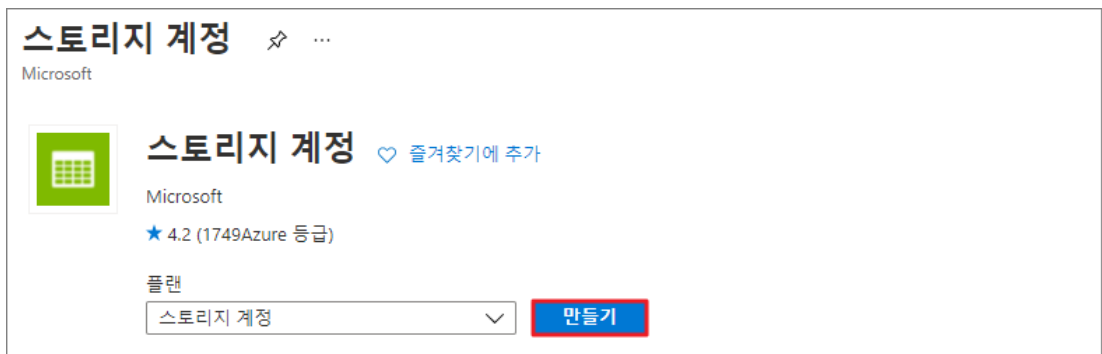 스토리지 계정 ...
Microsoft
스토리지 계정 즐겨찾기에 추가
Microsoft
★ 4.2 (1749Azure 등급)
플랜
스토리지 계정 만들기